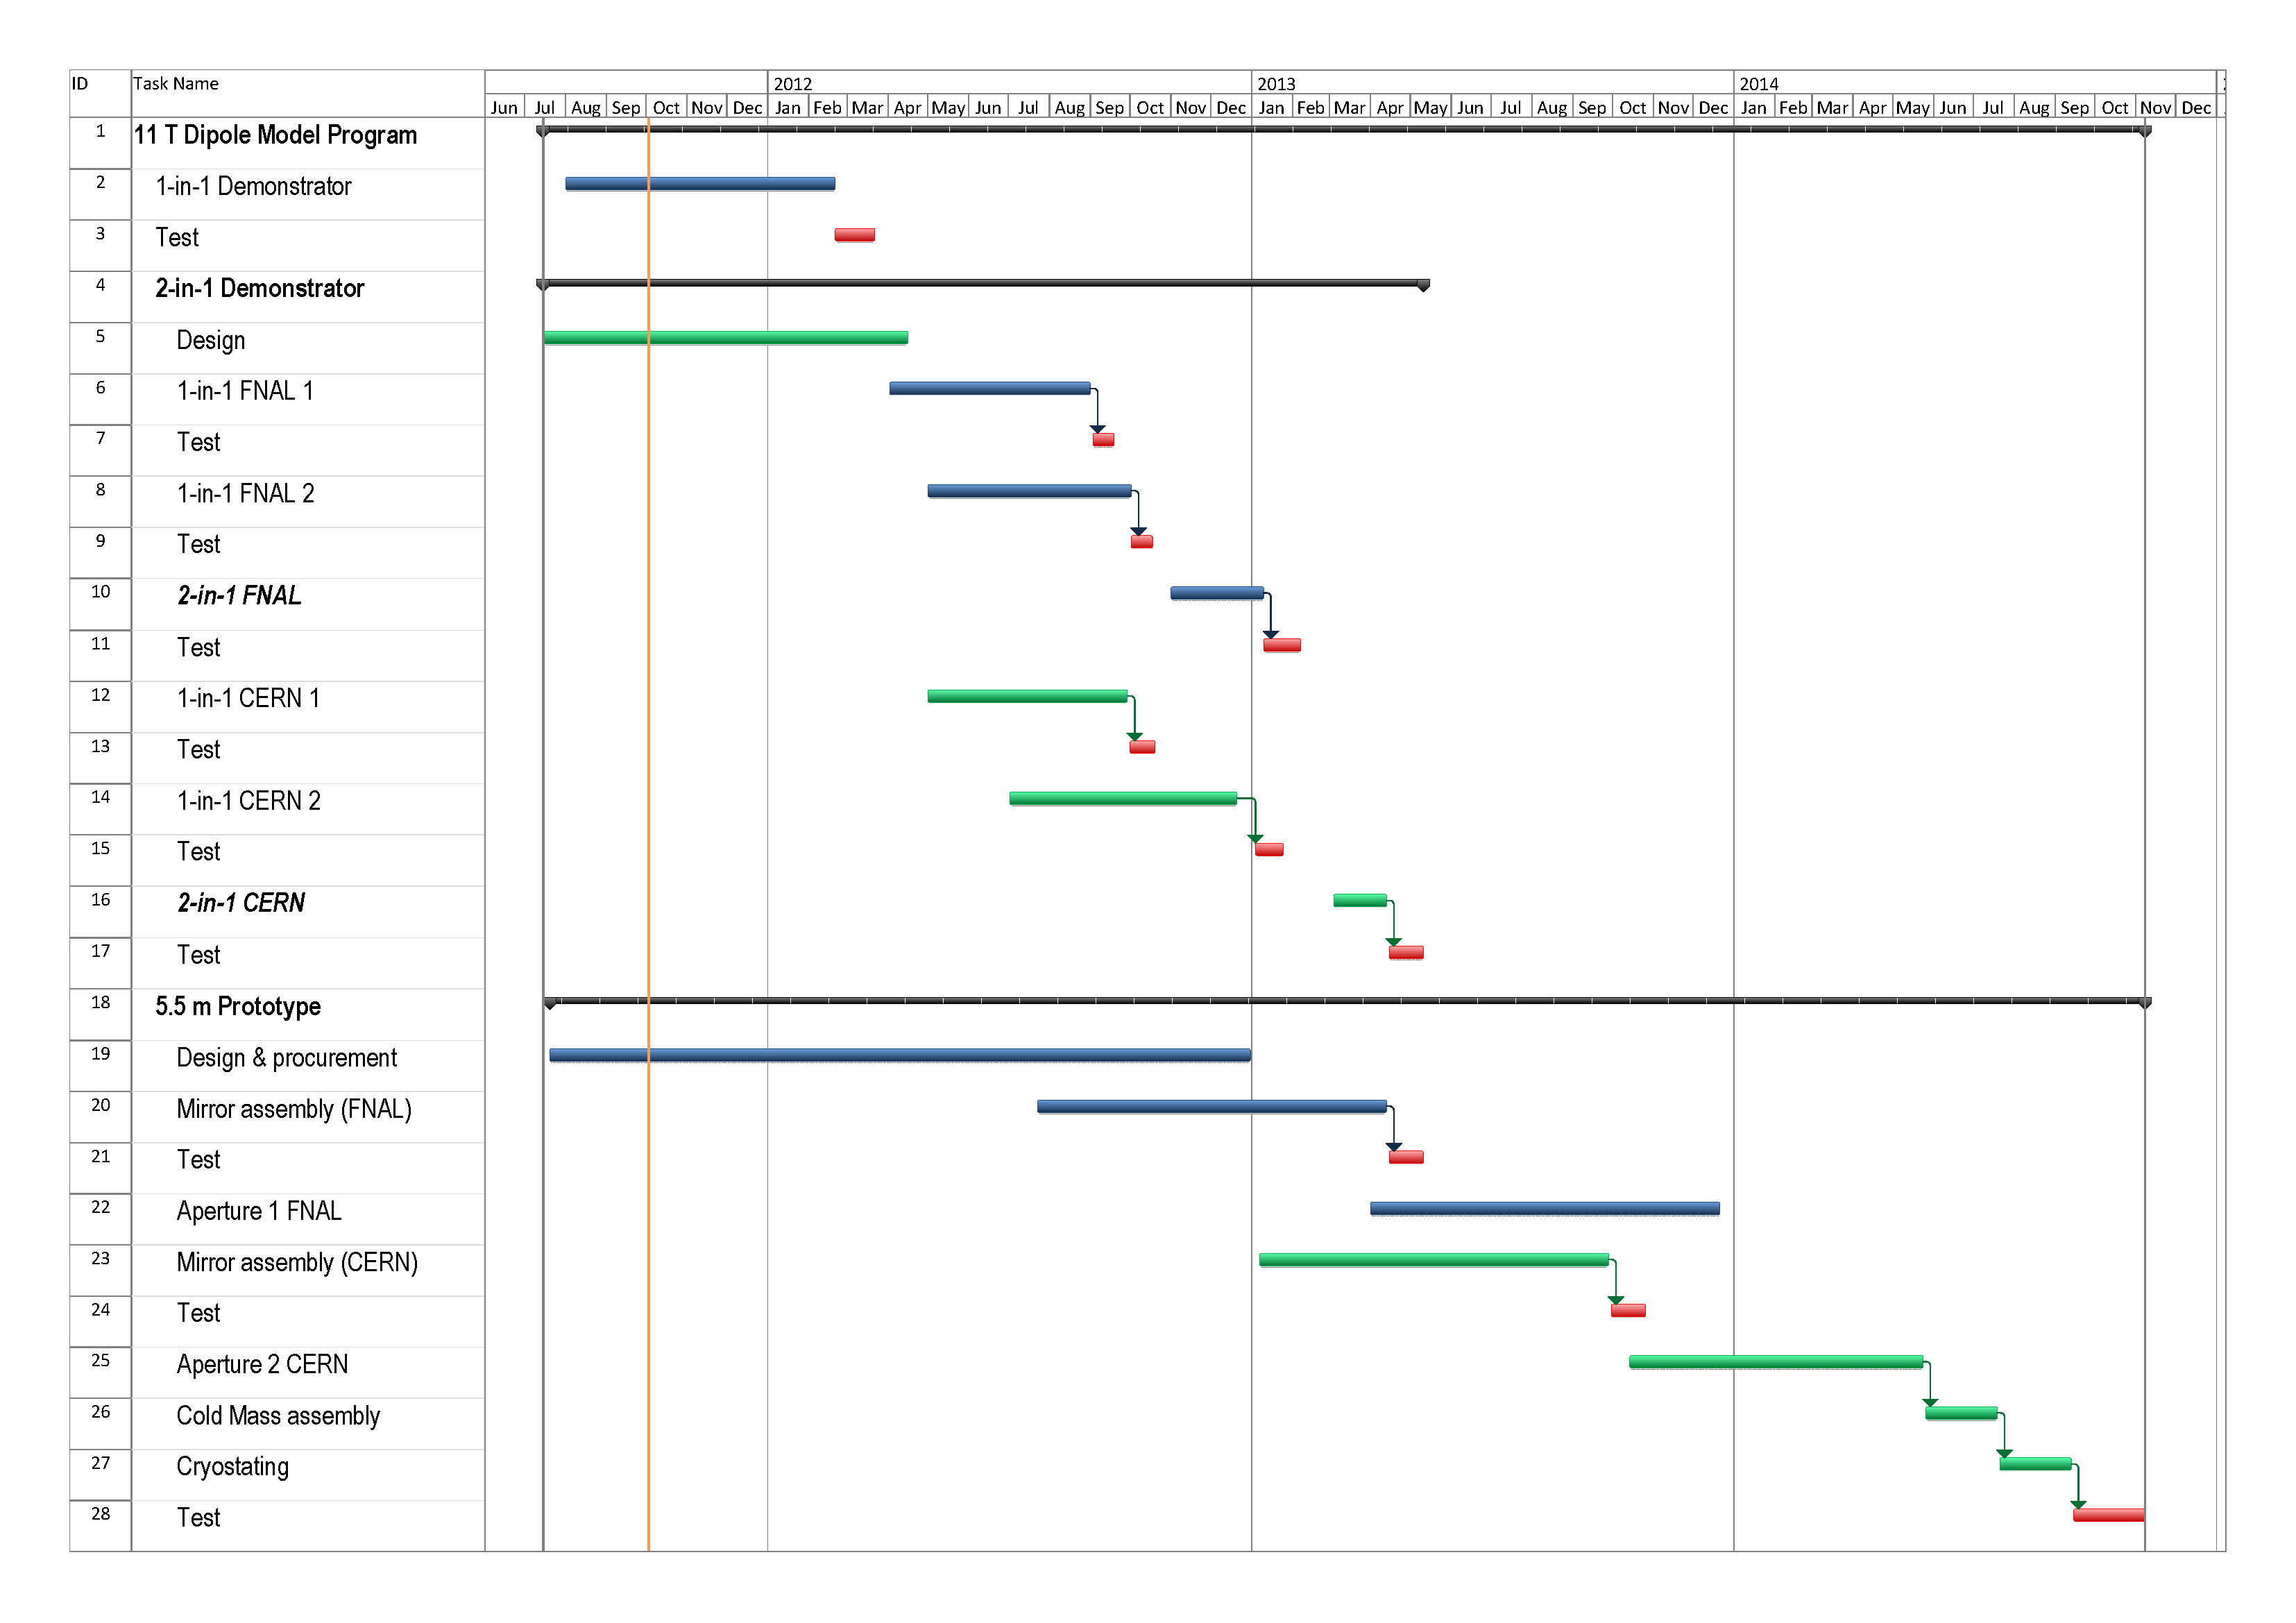 ID Task Name 2012 2013 2014
Jun Jul Aug Sep Oct Nov Dec Jan Feb Mar Apr May Jun Jul Aug Sep Oct Nov Dec Jan Feb Mar Apr May Jun Jul Aug Sep Oct Nov Dec Jan Feb Mar Apr May Jun Jul Aug Sep Oct Nov Dec
1 11 T Dipole Model Program
2 1-in-1 Demonstrator
3 Test
4 2-in-1 Demonstrator
5 Design
6 1-in-1 FNAL 1
7 Test
8 1-in-1 FNAL 2
9 Test
10 2-in-1 FNAL
11 Test
12 1-in-1 CERN 1
13 Test
14 1-in-1 CERN 2
15 Test
16 2-in-1 CERN
17 Test
18 5.5 m Prototype
19 Design & procurement
20 Mirror assembly (FNAL)
21 Test
22 Aperture 1 FNAL
23 Mirror assembly (CERN)
24 Test
25 Aperture 2 CERN
26 Cold Mass assembly
27 Cryostating
28 Test